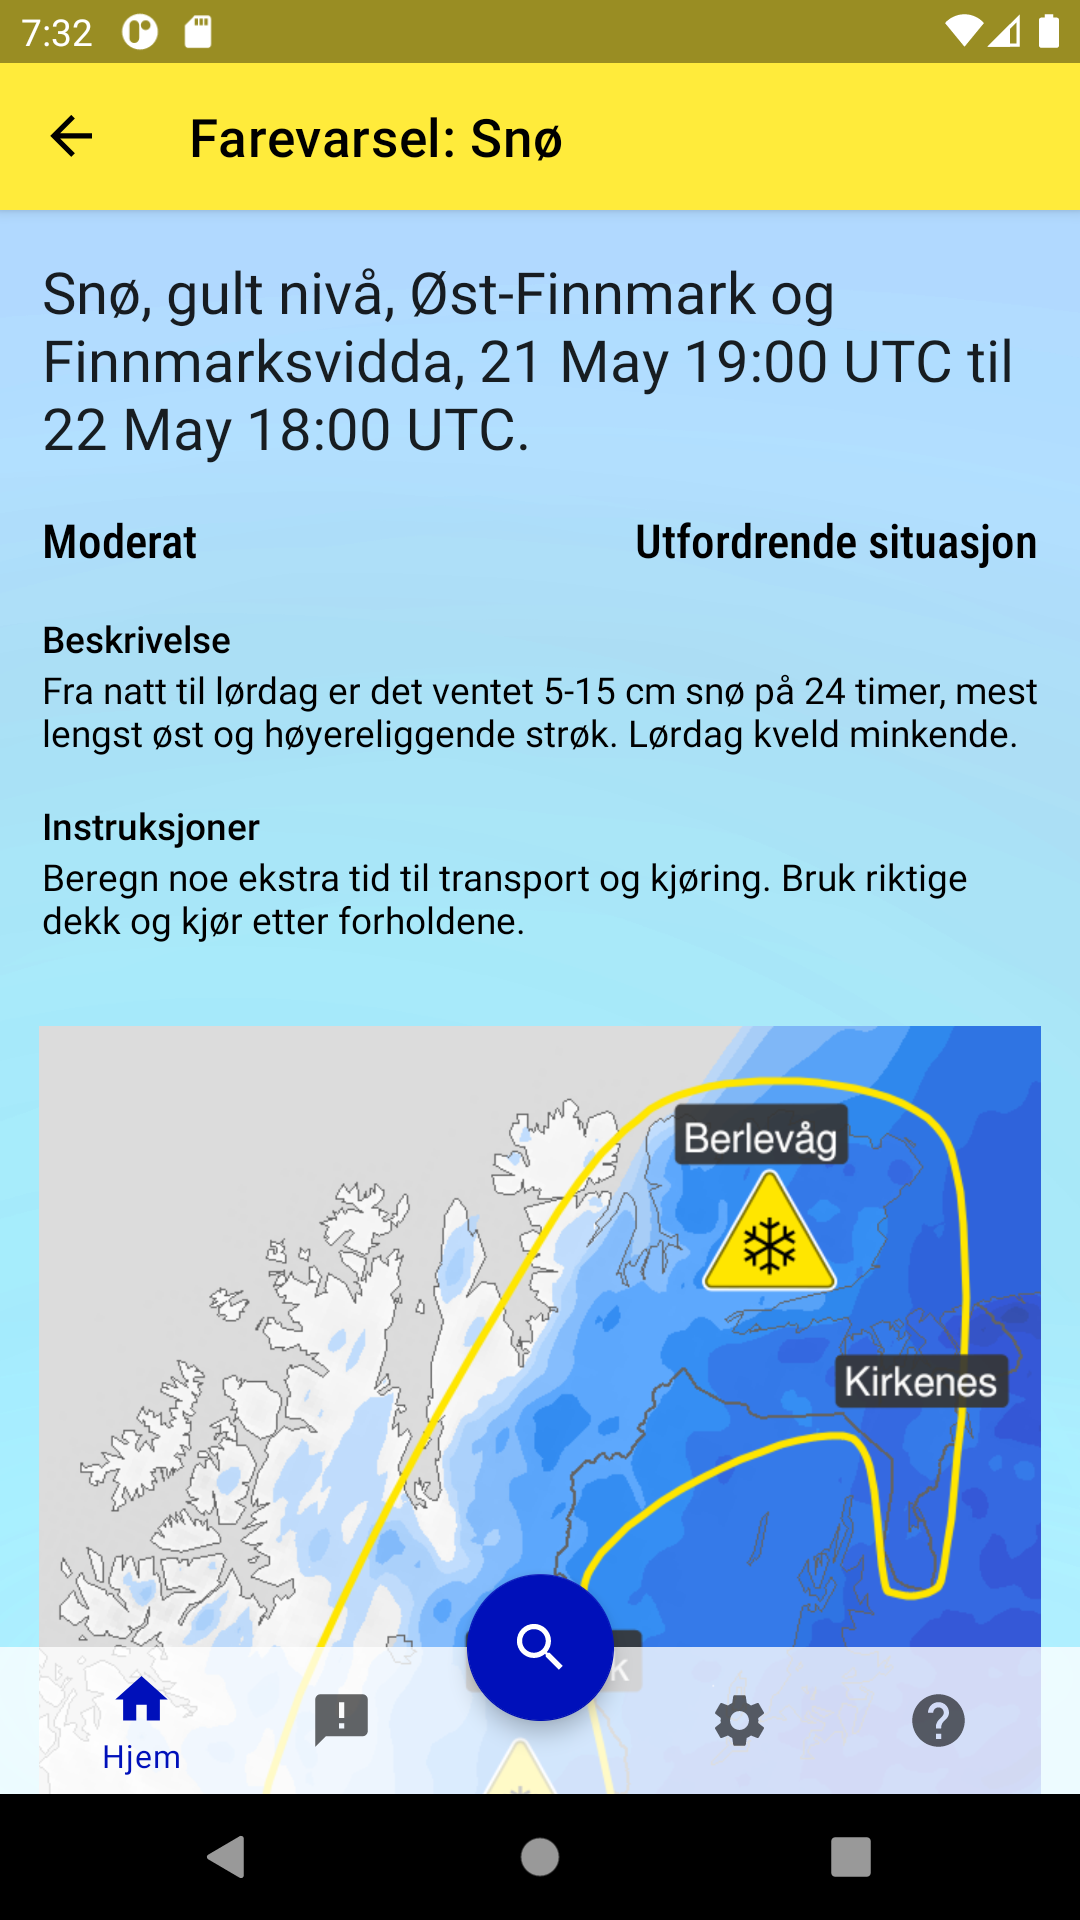 7:32
Farevarsel: Snø
Snø, gult nivå, Øst-Finnmark og
Finnmarksvidda, 21 May 19:00 UTC til
22 May 18:00 UTC.
Moderat Utfordrende situasjon
Beskrivelse
Fra natt til lørdag er det ventet 5-15 cm snø på 24 timer, mest
lengst øst og høyereliggende strøk. Lørdag kveld minkende.
Instruksjoner
Beregn noe ekstra tid til transport og kjøring. Bruk riktige
dekk og kjør etter forholdene.
Berlevåg
Kirkenes
Hjem